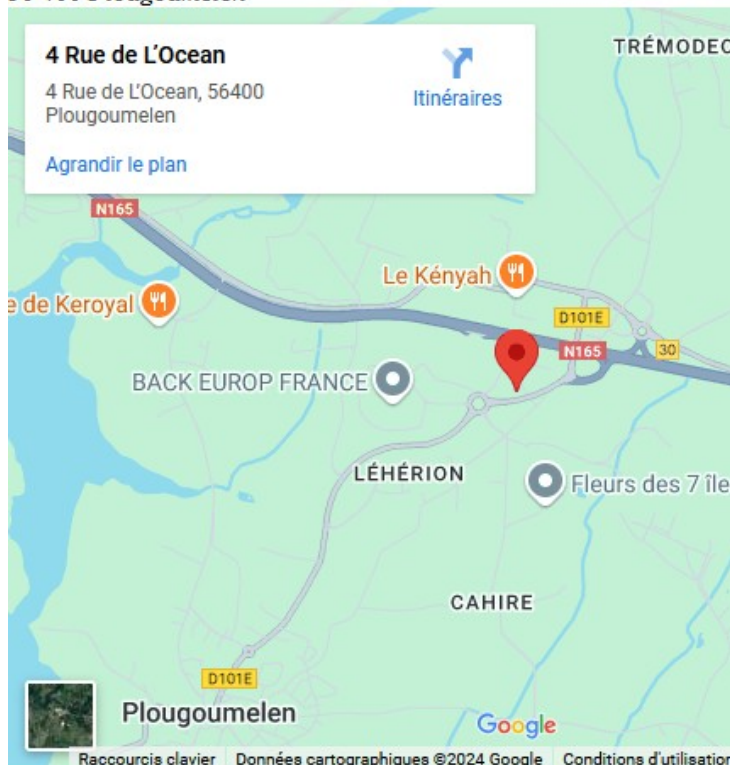 56400 Plougoumelen
4 Rue de L'Ocean
4 Rue de L'Ocean, 56400
Plougoumelen
Itinéraires
Agrandir le plan
TRÉMODEC
N165
Le Kényah
e de Keroyal
D101E
N165
30
BACK EUROP FRANCE
LÉHÉRION
Fleurs des 7 île
CAHIRE
D101E
Plougoumelen
Google
Raccourcis clavier Données cartographiques ©2024 Google Conditions d'utilisation